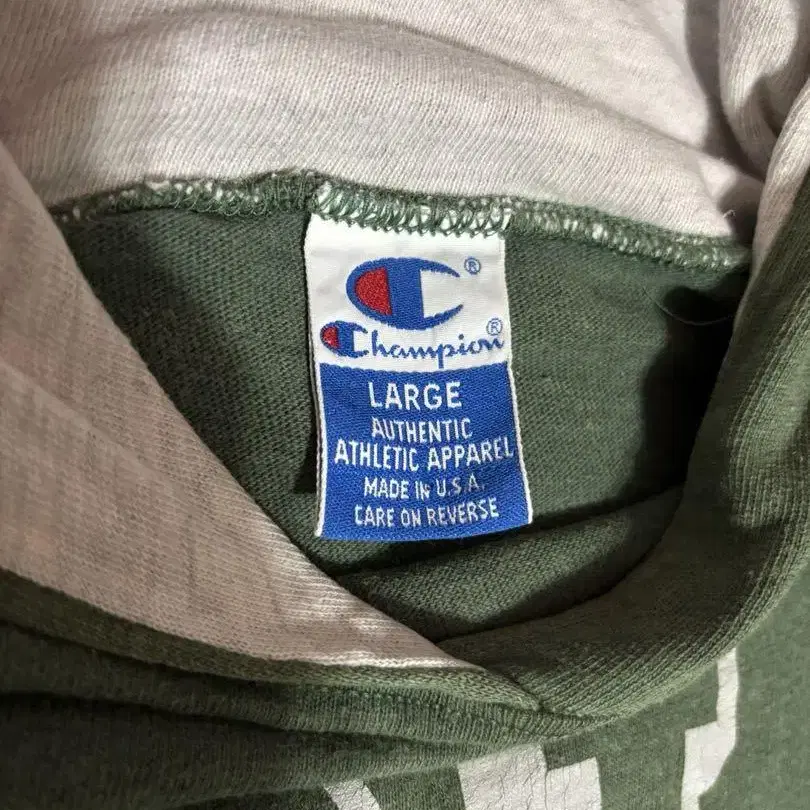 ®
Champion®
LARGE
AUTHENTIC
ATHLETIC APPAREL
MADE IN U.S.A.
CARE ON REVERSE